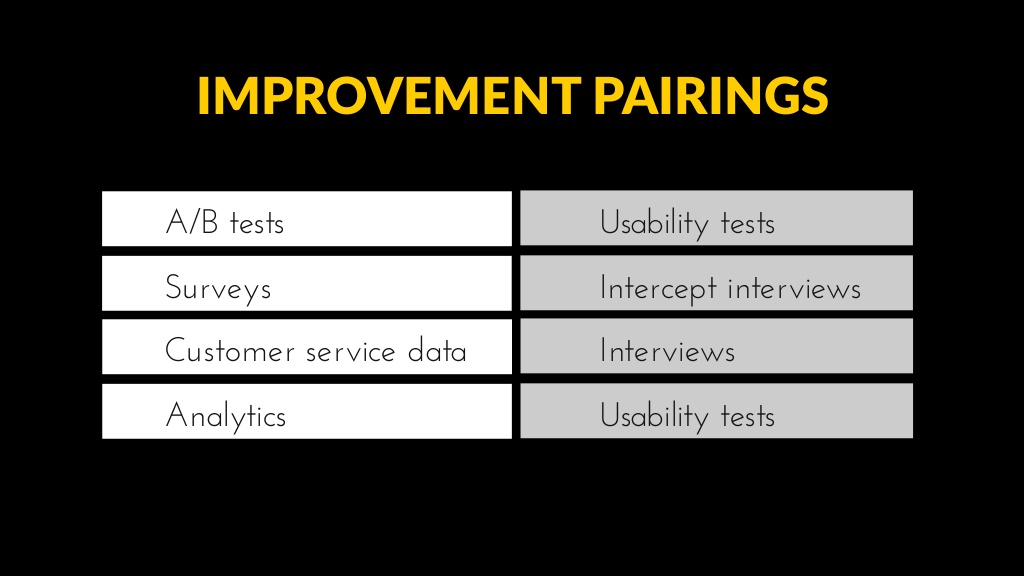 IMPROVEMENT PAIRINGS
A/B tests Usability tests
Surveys Intercept interviews
Customer service data Interviews
Analytics Usability tests